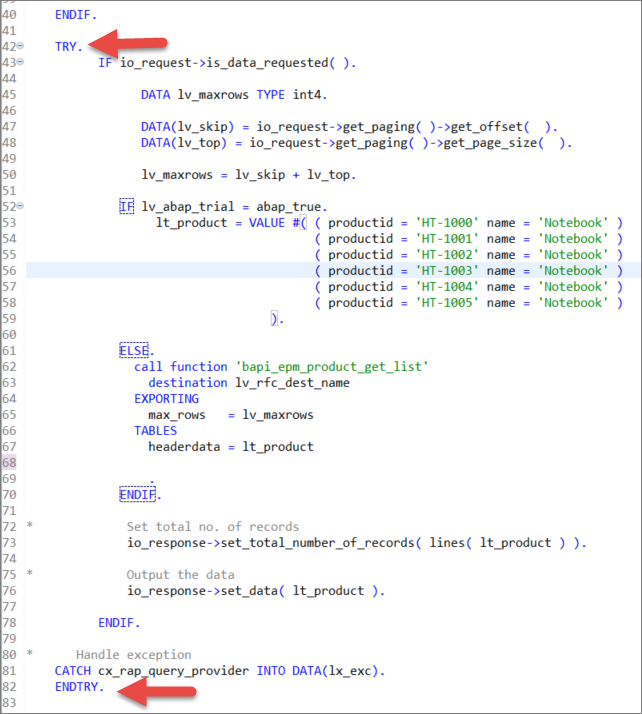 40 ENDIF.
41
42 TRY.
43 IF io_request->is_data_requested( ).
44
45 DATA lv_maxrows TYPE int4.
46
47 DATA(lv_skip) = io_request->get_paging( )->get_offset(  ).
48 DATA(lv_top) = io_request->get_paging( )->get_page_size(  ).
49
50 lv_maxrows = lv_skip + lv_top.
51
52 IF lv_abap_trial = abap_true.
53 lt_product = VALUE #( ( productid = 'HT-1000' name = 'Notebook' )
54 ( productid = 'HT-1001' name = 'Notebook' )
55 ( productid = 'HT-1002' name = 'Notebook' )
56 ( productid = 'HT-1003' name = 'Notebook' )
57 ( productid = 'HT-1004' name = 'Notebook' )
58 ( productid = 'HT-1005' name = 'Notebook' )
59 ).
60
61 ELSE.
62 call function 'bapi_epm_product_get_list'
63 destination lv_rfc_dest_name
64 EXPORTING
65 max_rows   = lv_maxrows
66 TABLES
67 headerdata = lt_product
68
69 .
70 ENDIF.
71
72 * Set total no. of records
73 io_response->set_total_number_of_records( lines( lt_product ) ).
74
75 * Output the data
76 io_response->set_data( lt_product ).
77
78 ENDIF.
79
80 * Handle exception
81 CATCH cx_rap_query_provider INTO DATA(lx_exc).
82 ENDTRY.
83